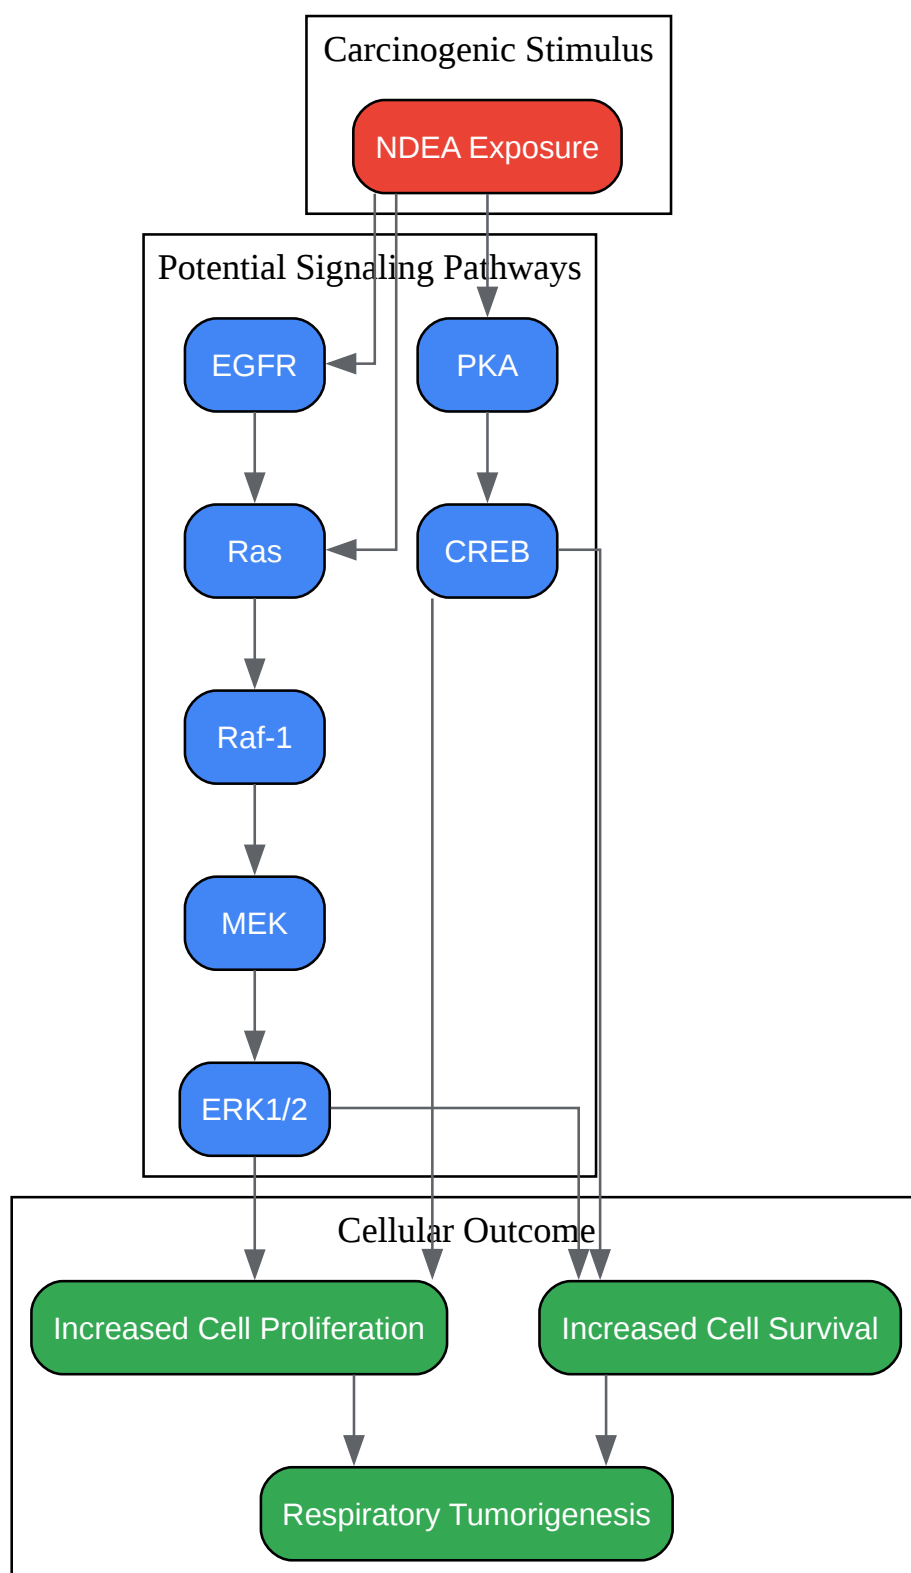 Carcinogenic Stimulus
NDEA Exposure
Potential Signaling Pathways
EGFR
PKA
Ras
CREB
Raf-1
MEK
ERK1/2
Cellular Outcome
Increased Cell Proliferation
Increased Cell Survival
Respiratory Tumorigenesis